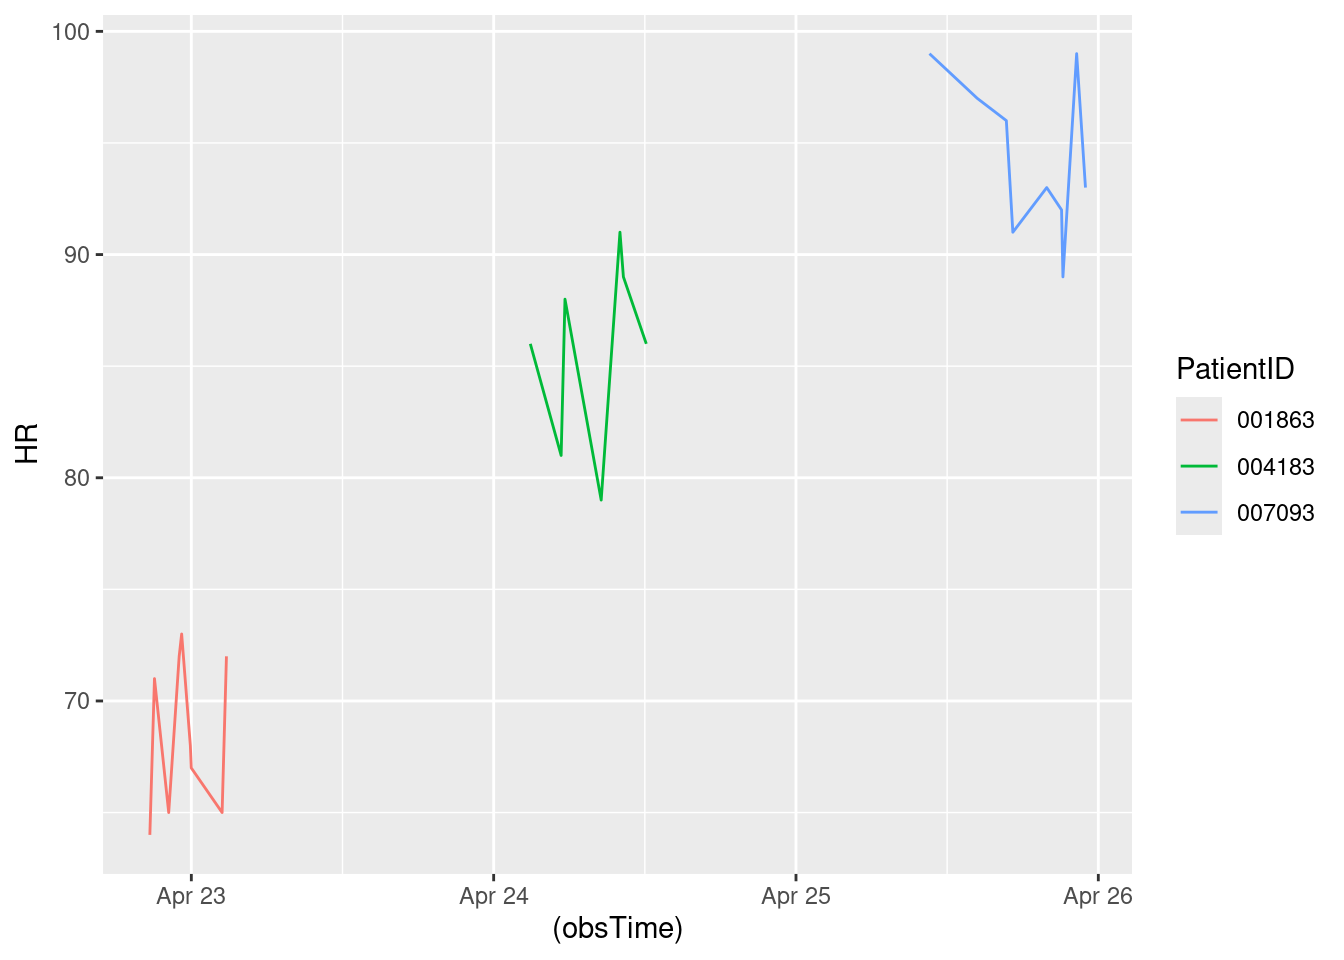 100
90
80
70
HR
Apr 23
Apr 24
Apr 25
Apr 26
(obsTime)
PatientID
001863
004183
007093